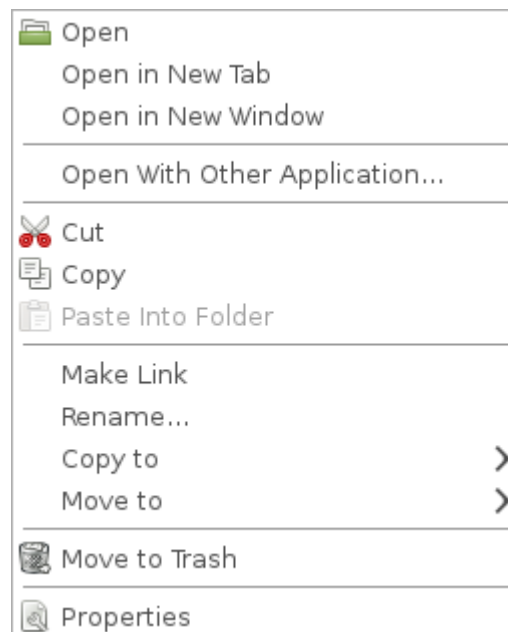 Open
Open in New Tab
Open in New Window
Open With Other Application...
Cut
Copy
Paste Into Folder
Make Link
Rename...
Copy to
Move to
Move to Trash
Properties